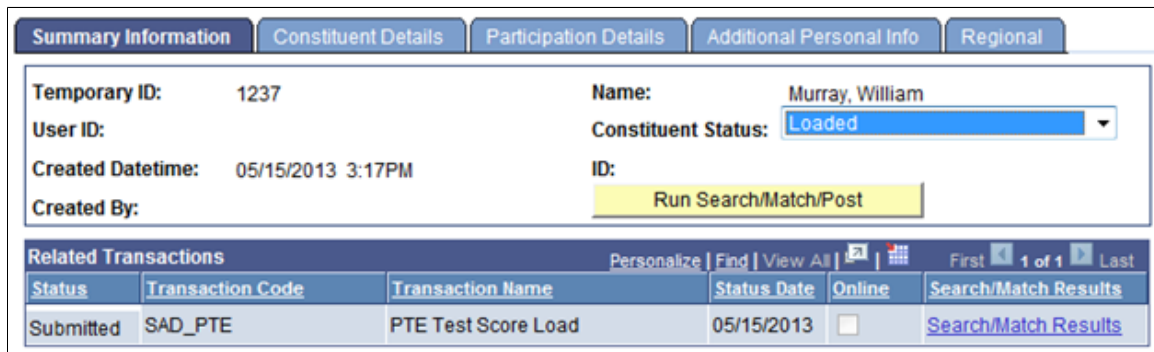 Summary Information Constituent Details Participation Details Additional Personal Info Regional
Temporary ID: 1237 Name: Murray, William
User ID: Constituent Status: Loaded
Created Datetime: 05/15/2013 3:17PM ID:
Created By: Run Search/Match/Post
Related Transactions Personalize | Find | View All | | First 1 of 1 Last
Status Transaction Code Transaction Name Status Date Online Search/Match Results
Submitted SAD_PTE PTE Test Score Load 05/15/2013 Search/Match Results